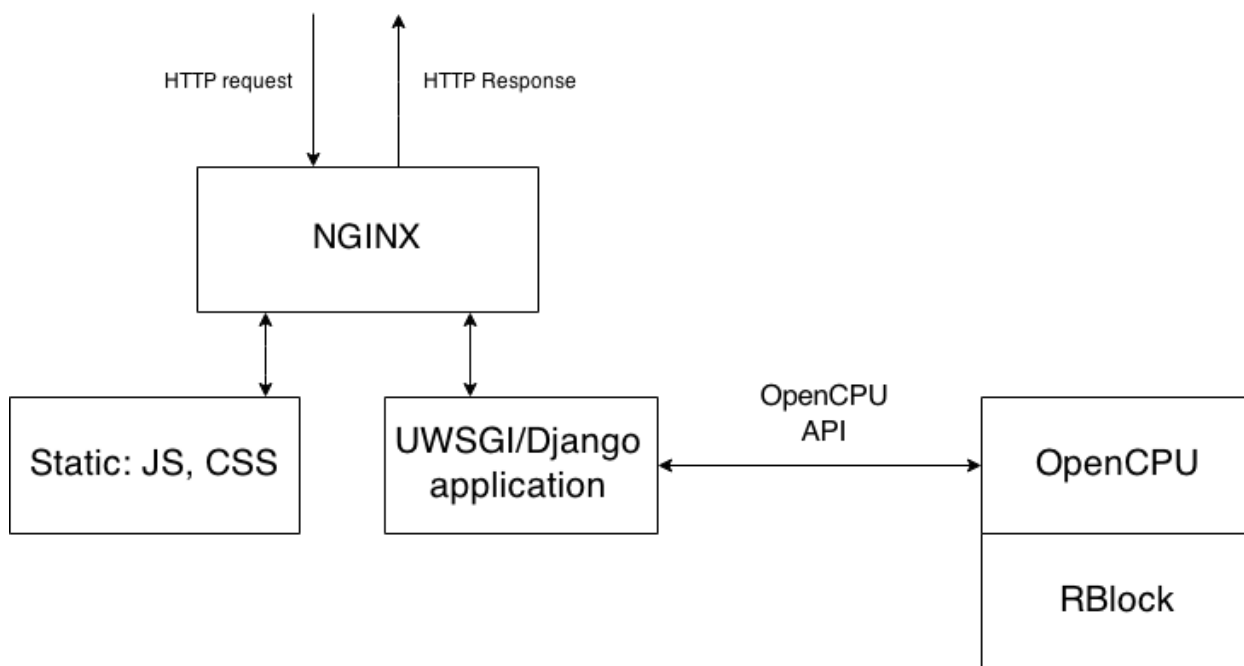 HTTP request
HTTP Response
NGINX
OpenCPU
API
Static: JS, CSS
UWSGI/Django
application
OpenCPU
RBlock